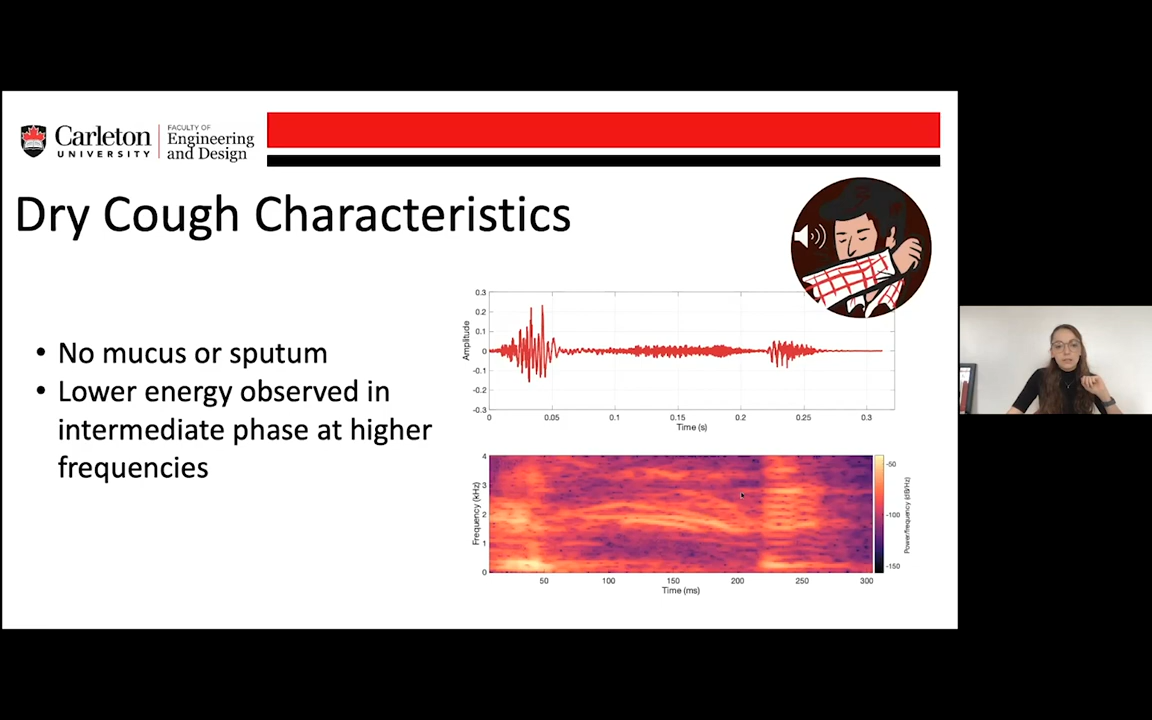 Carleton
UNIVERSITY
FACULTY OF
Engineering
and Design
Dry Cough Characteristics
• No mucus or sputum
• Lower energy observed in
intermediate phase at higher
frequencies
Amplitude
0.3
0.2
0.1
0
-0.1
-0.2
-0.3
0 0.05 0.1 0.15 0.2 0.25 0.3
Time (s)
Frequency (kHz)
4
3
2
1
0
50 100 150 200 250 300
Time (ms)
-50
-100
-150
Power/frequency (dB/Hz)